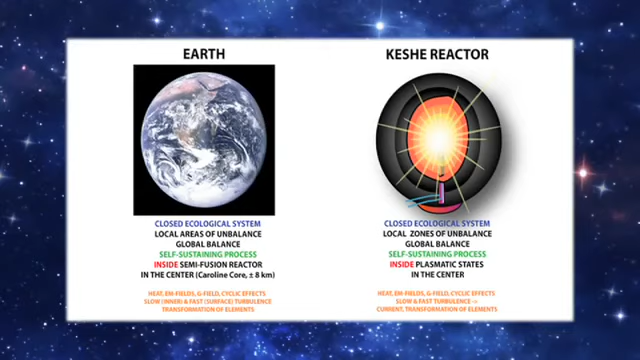 EARTH
CLOSED ECOLOGICAL SYSTEM
LOCAL AREAS OF UNBALANCE
GLOBAL BALANCE
SELF-SUSTAINING PROCESS
INSIDE SEMI-FUSION REACTOR
IN THE CENTER (Caroline Core, ± 8 km)
HEAT, EM-FIELDS, G-FIELD, CYCLIC EFFECTS
SLOW (INNER) & FAST (SURFACE) TURBULENCE
TRANSFORMATION OF ELEMENTS
KESHE REACTOR
CLOSED ECOLOGICAL SYSTEM
LOCAL ZONES OF UNBALANCE
GLOBAL BALANCE
SELF-SUSTAINING PROCESS
INSIDE PLASMATIC STATES
IN THE CENTER
HEAT, EM-FIELDS, G-FIELD, CYCLIC EFFECTS
SLOW & FAST TURBULENCE ->
CURRENT, TRANSFORMATION OF ELEMENTS